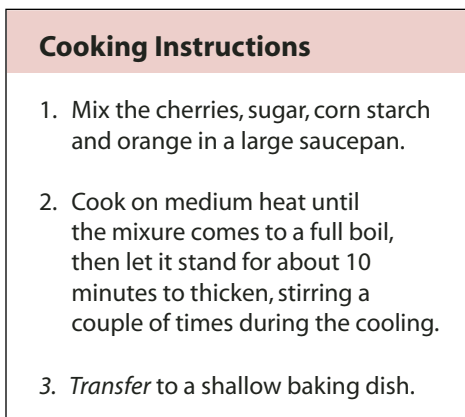 Cooking Instructions
1. Mix the cherries, sugar, corn starch
and orange in a large saucepan.
2. Cook on medium heat until
the mixure comes to a full boil,
then let it stand for about 10
minutes to thicken, stirring a
couple of times during the cooling.
3. Transfer to a shallow baking dish.